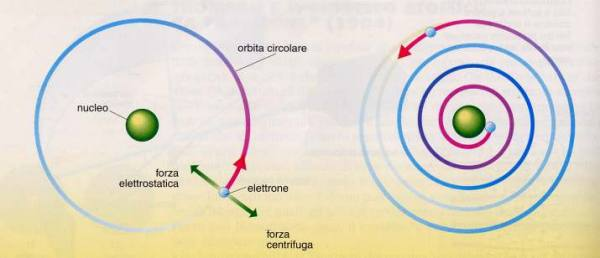 orbita circolare
nucleo
forza
elettrostatica
elettrone
forza
centrifuga